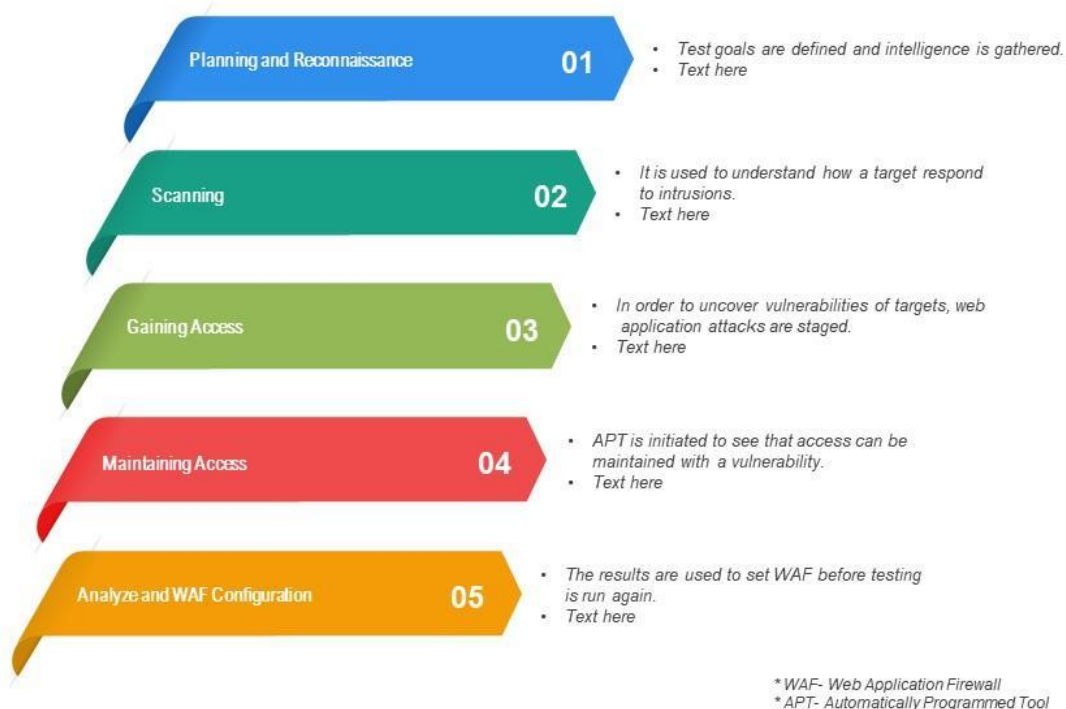 Planning and Reconnaissance 01
• Test goals are defined and intelligence is gathered.
• Text here
Scanning 02
• It is used to understand how a target respond
to intrusions.
• Text here
Gaining Access 03
• In order to uncover vulnerabilities of targets, web
application attacks are staged.
• Text here
Maintaining Access 04
• APT is initiated to see that access can be
maintained with a vulnerability.
• Text here
Analyze and WAF Configuration 05
• The results are used to set WAF before testing
is run again.
• Text here
* WAF- Web Application Firewall
* APT- Automatically Programmed Tool